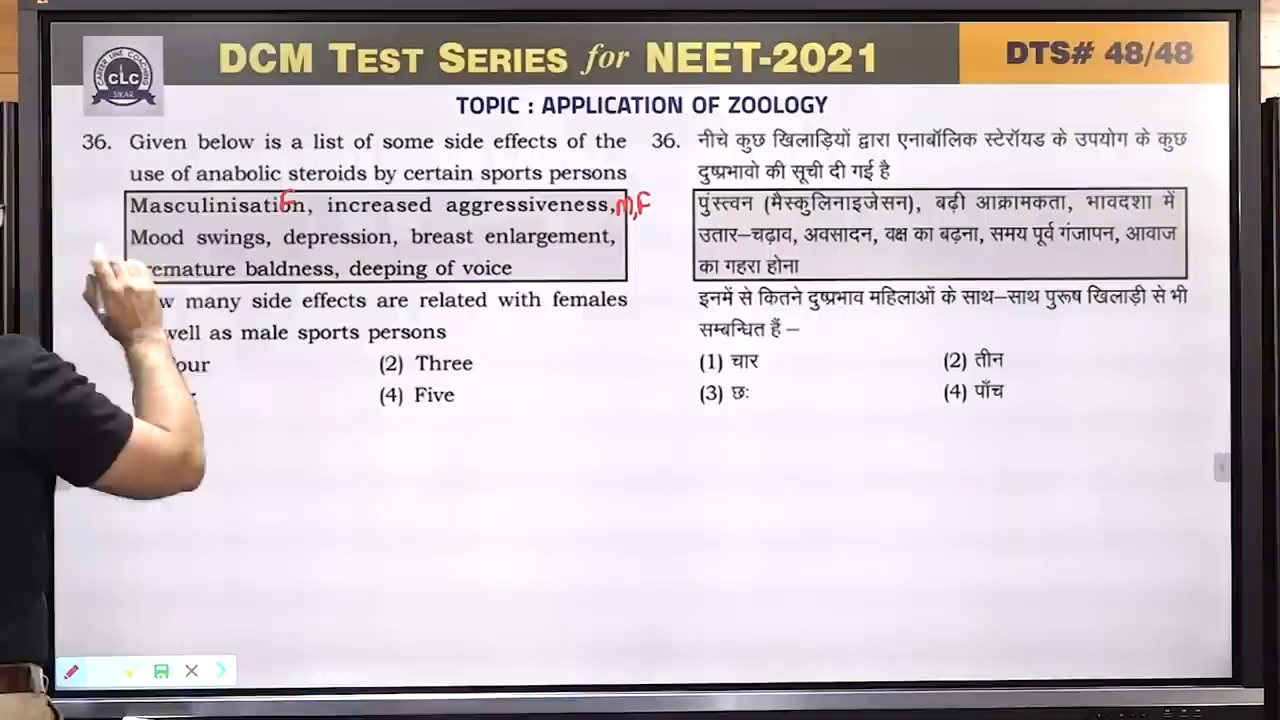 CAREER LINE COACHING
CLC
SIKAR
DCM TEST SERIES for NEET-2021
DTS# 48/48
TOPIC : APPLICATION OF ZOOLOGY
36. Given below is a list of some side effects of the
use of anabolic steroids by certain sports persons
Masculinisation, increased aggressiveness,
F
M,F
Mood swings, depression, breast enlargement,
remature baldness, deeping of voice
w many side effects are related with females
well as male sports persons
our (2) Three
(4) Five
36. नीचे कुछ खिलाड़ियों द्वारा एनाबॉलिक स्टेरॉयड के उपयोग के कुछ
दुष्प्रभावो की सूची दी गई है
पुंस्त्वन (मैस्कुलिनाइजेसन), बढ़ी आक्रामकता, भावदशा में
उतार–चढ़ाव, अवसादन, वक्ष का बढ़ना, समय पूर्व गंजापन, आवाज
का गहरा होना
इनमें से कितने दुष्प्रभाव महिलाओं के साथ–साथ पुरूष खिलाड़ी से भी
सम्बन्धित हैं –
(1) चार (2) तीन
(3) छः (4) पाँच